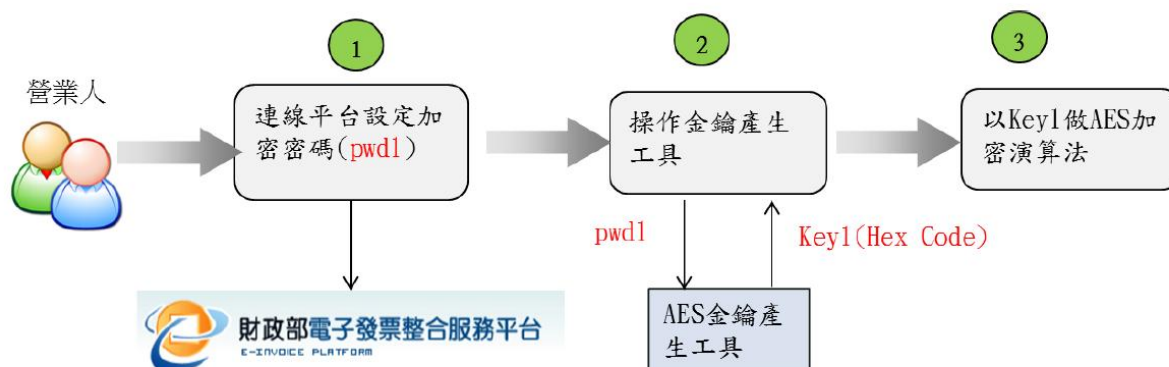 1
2
3
營業人
連線平台設定加
密密碼(pwd1)
操作金鑰產生
工具
以Key1做AES加
密演算法
pwd1
Key1(Hex Code)
財政部電子發票整合服務平台
E-INVOICE PLATFORM
AES金鑰產
生工具